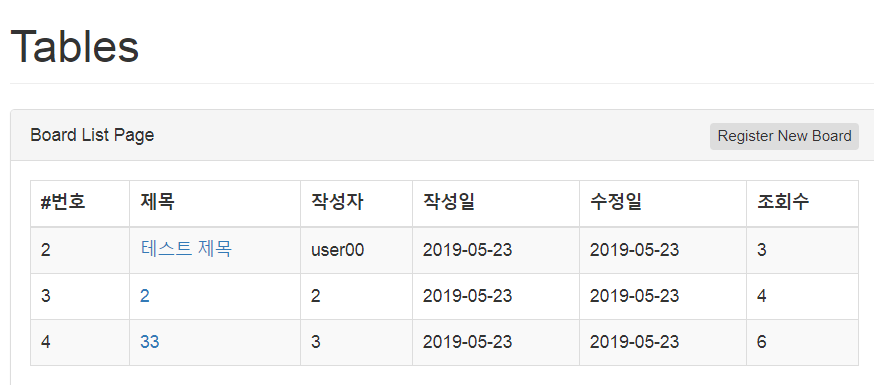 Tables
Board List Page Register New Board
#번호 제목 작성자 작성일 수정일 조회수
2 테스트 제목 user00 2019-05-23 2019-05-23 3
3 2 2 2019-05-23 2019-05-23 4
4 33 3 2019-05-23 2019-05-23 6